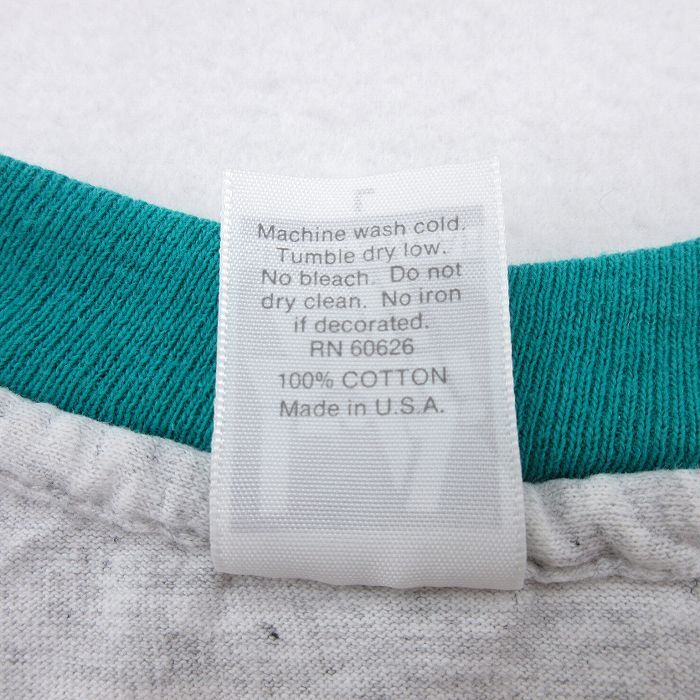 Machine wash cold.
Tumble dry low.
No bleach. Do not
dry clean. No iron
if decorated.
RN 60626
100% COTTON
Made in U.S.A.